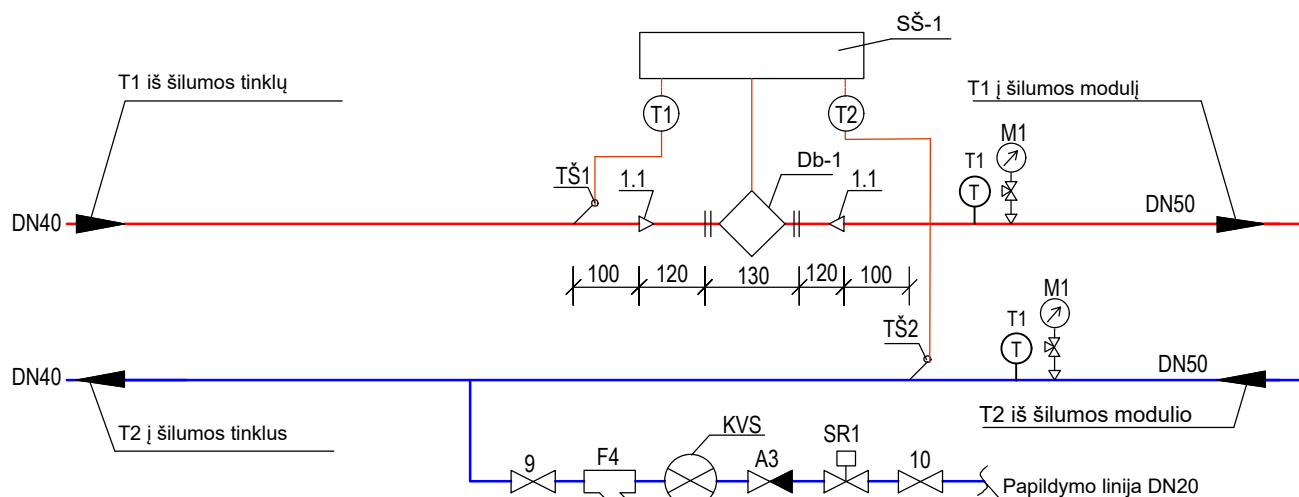 SŠ-1
T1 iš šilumos tinklų
T1 į šilumos modulį
T1
T2
M1
TŠ1
1.1
Db-1
1.1
T1
T
DN40
DN50
100
120
130
120
100
M1
TŠ2
T1
T
DN40
DN50
T2 į šilumos tinklus
T2 iš šilumos modulio
KVS
SR1
9
F4
A3
10
Papildymo linija DN20